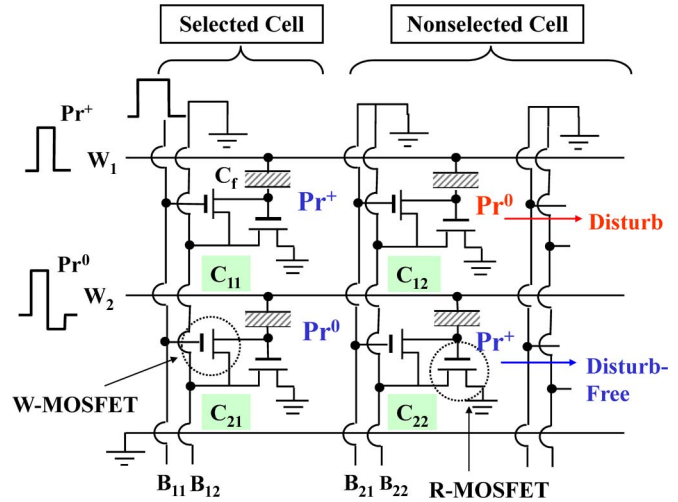 Selected Cell
Nonselected Cell
Pr+
W1
Cf
Pr+
Pr0
Disturb
C11
C12
Pr0
W2
Pr0
Pr+
Disturb-
Free
W-MOSFET
C21
C22
B11 B12
B21 B22
R-MOSFET